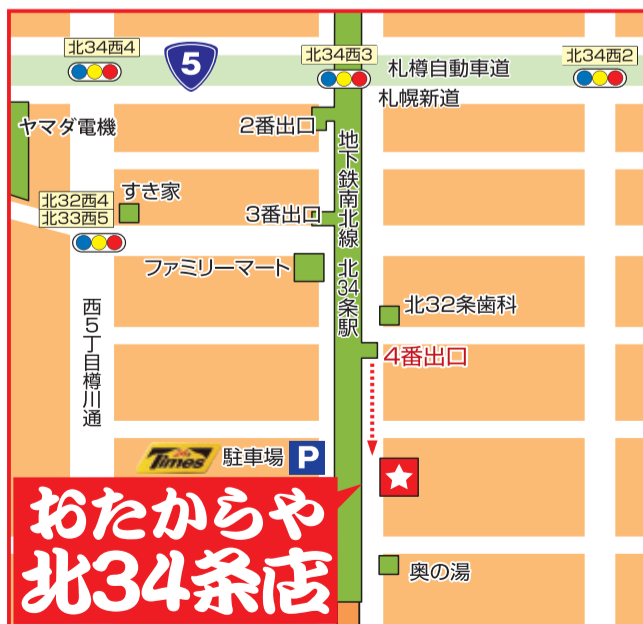 北34西4
5
北34西3
北34西2
札樽自動車道
札幌新道
ヤマダ電機
2番出口
地下鉄南北線 北34条駅
すき家
北32西4
北33西5
3番出口
ファミリーマート
北32条歯科
西5丁目樽川通
4番出口
Times
駐車場
P
おたからや
北34条店
奥の湯